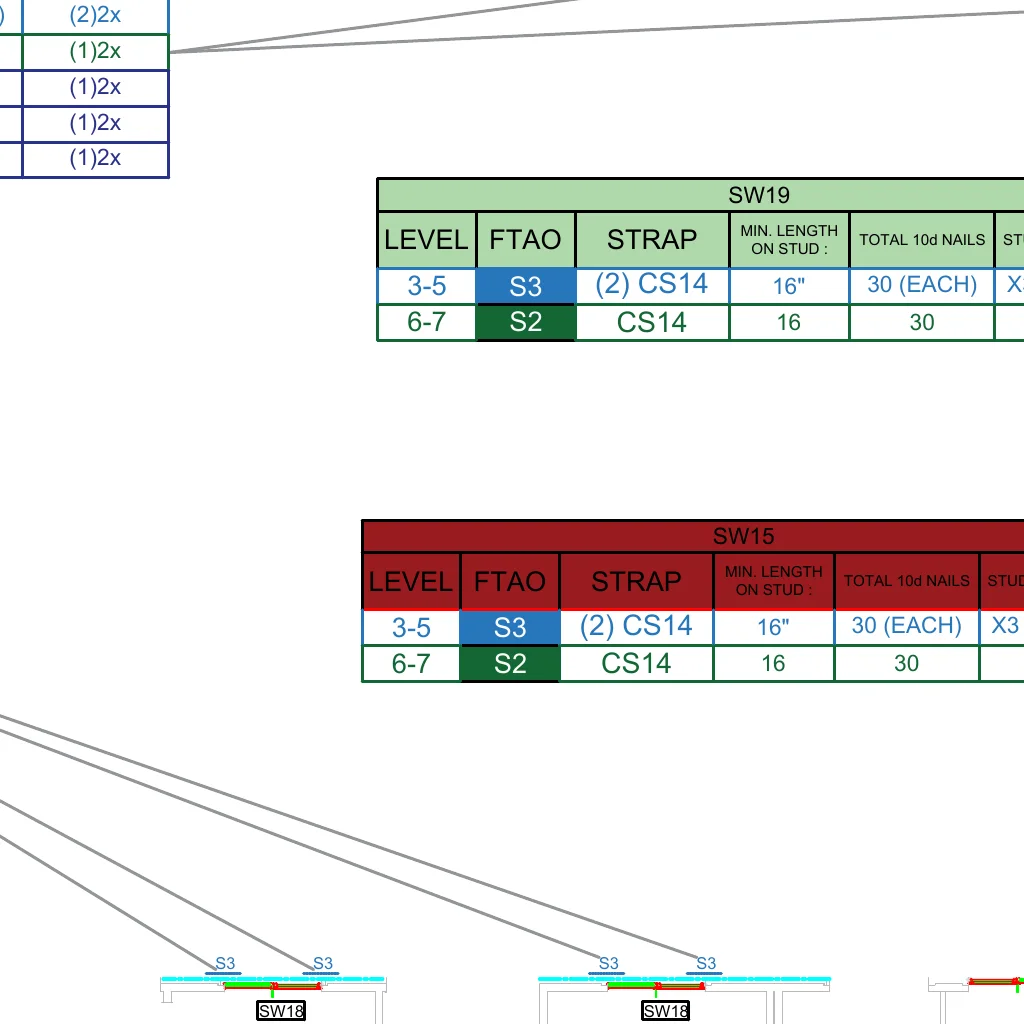 ) (2)2x
(1)2x
(1)2x
(1)2x
(1)2x
SW19
LEVEL FTAO STRAP MIN. LENGTH ON STUD : TOTAL 10d NAILS STU
3-5 S3 (2) CS14 16" 30 (EACH) X3
6-7 S2 CS14 16 30
SW15
LEVEL FTAO STRAP MIN. LENGTH ON STUD : TOTAL 10d NAILS STUD
3-5 S3 (2) CS14 16" 30 (EACH) X3
6-7 S2 CS14 16 30
S3 S3 S3 S3
SW18 SW18